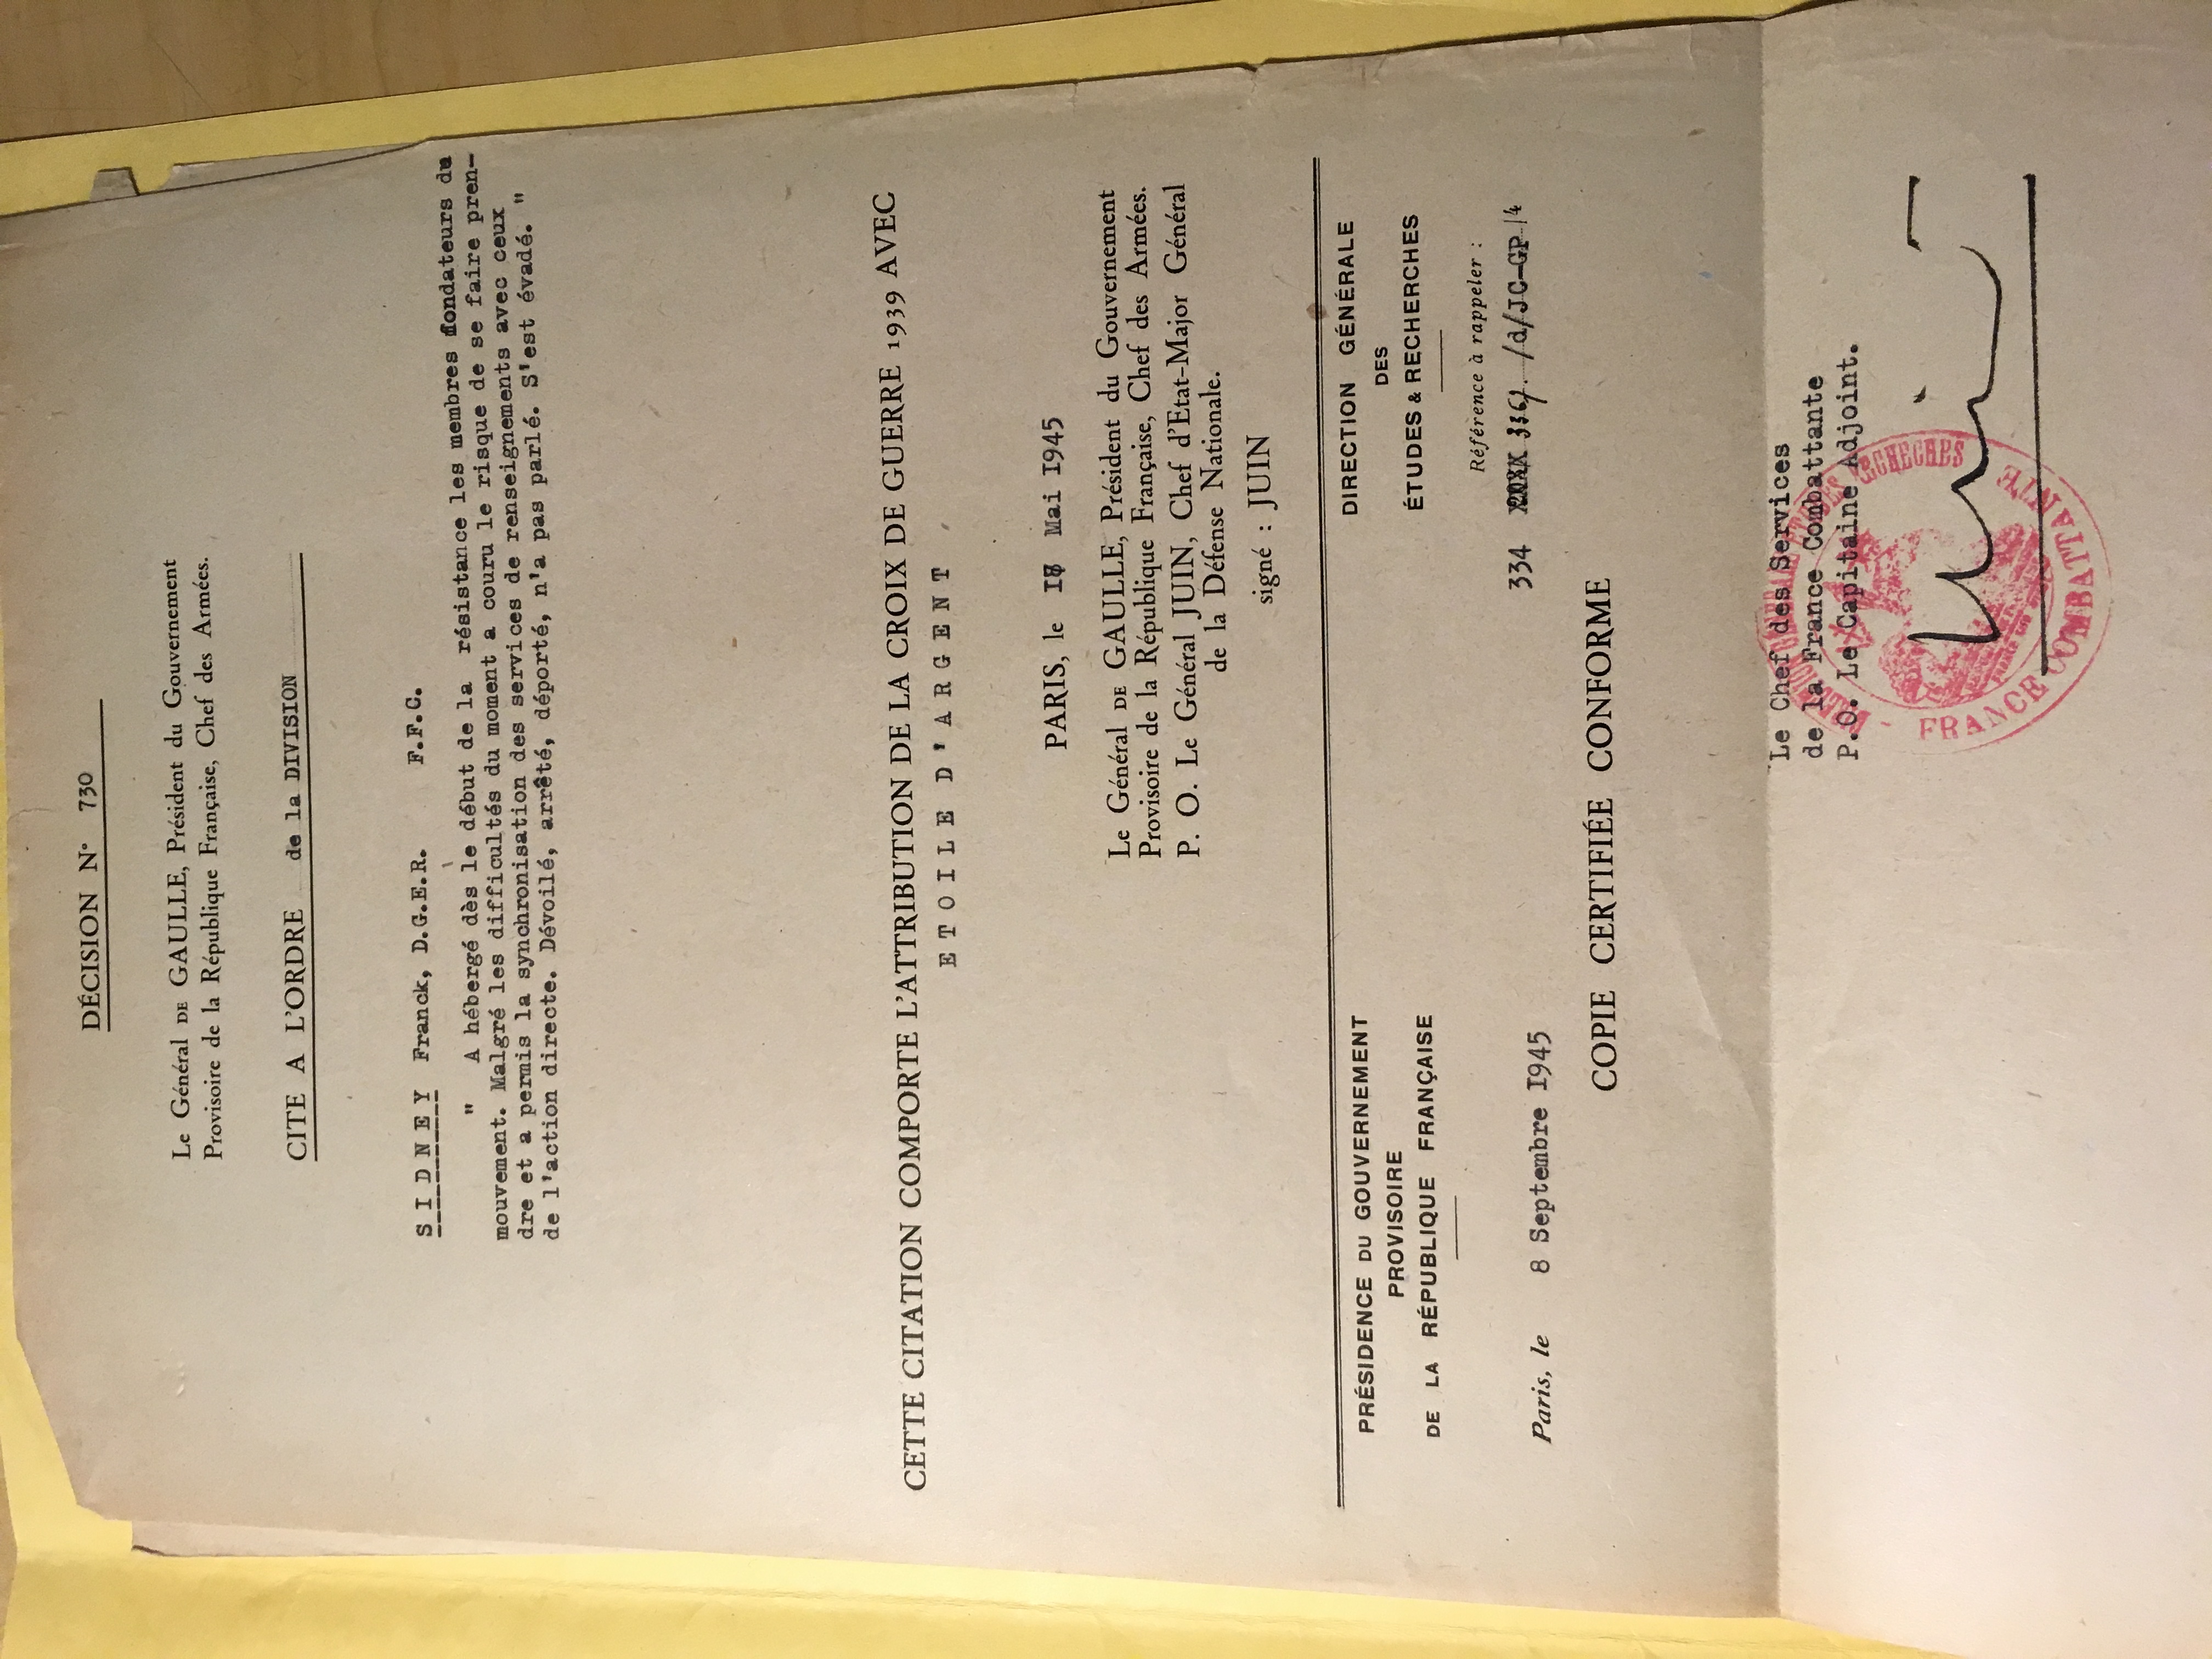 DÉCISION N° 730
Le Général DE GAULLE, Président du Gouvernement
Provisoire de la République Française, Chef des Armées.
CITE A L'ORDRE de la DIVISION
SIDNEY Franck, D.G.E.R. F.F.C.
" A hébergé dès le début de la résistance les membres fondateurs du
mouvement. Malgré les difficultés du moment a couru le risque de se faire pren-
dre et a permis la synchronisation des services de renseignements avec ceux
de l'action directe. Dévoilé, arrêté, déporté, n'a pas parlé. S'est évadé. "
CETTE CITATION COMPORTE L'ATTRIBUTION DE LA CROIX DE GUERRE 1939 AVEC
ETOILE D'ARGENT
PARIS, le Mai 1945
Le Général DE GAULLE, Président du Gouvernement
Provisoire de la République Française, Chef des Armées.
P. O. Le Général JUIN, Chef d'Etat-Major Général
de la Défense Nationale.
signé : JUIN
PRÉSIDENCE DU GOUVERNEMENT
PROVISOIRE
DE LA RÉPUBLIQUE FRANÇAISE
DIRECTION GÉNÉRALE
DES
ÉTUDES & RECHERCHES
Référence à rappeler :
Paris, le 8 Septembre 1945
334 /d/JC-GP/4
COPIE CERTIFIÉE CONFORME
Le Chef des Services
de la France Combattante
P.O. Le Capitaine Adjoint.
FRANCE COMBATTANTE